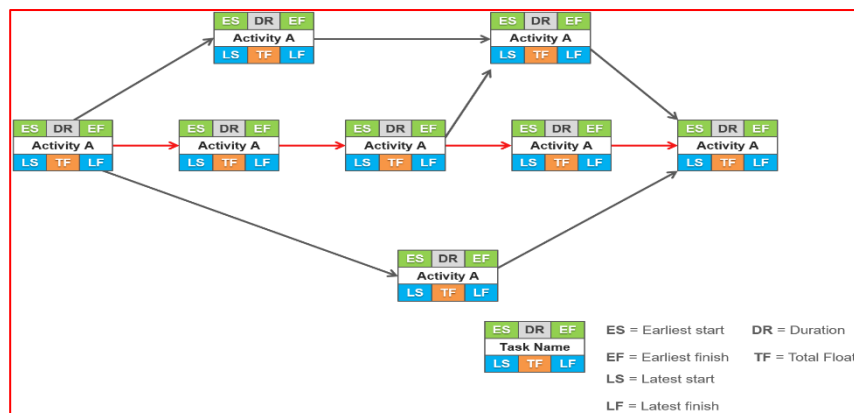 ES DR EF ES DR EF
Activity A Activity A
LS TF LF LS TF LF
ES DR EF ES DR EF ES DR EF ES DR EF ES DR EF
Activity A Activity A Activity A Activity A Activity A
LS TF LF LS TF LF LS TF LF LS TF LF LS TF LF
ES DR EF
Activity A
LS TF LF
ES DR EF
Task Name
LS TF LF
ES = Earliest start DR = Duration
EF = Earliest finish TF = Total Float
LS = Latest start
LF = Latest finish